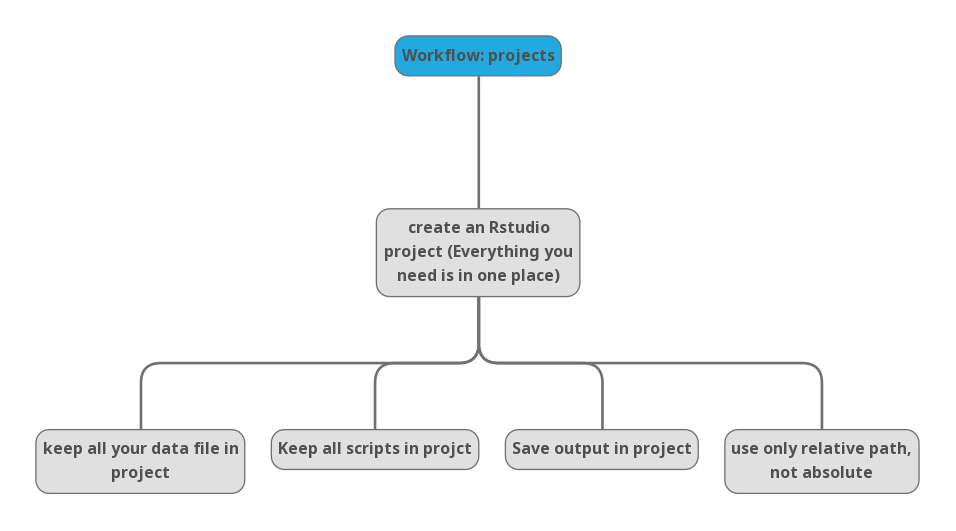 Workflow: projects
create an Rstudio
project (Everything you
need is in one place)
keep all your data file in
project
Keep all scripts in projct
Save output in project
use only relative path,
not absolute